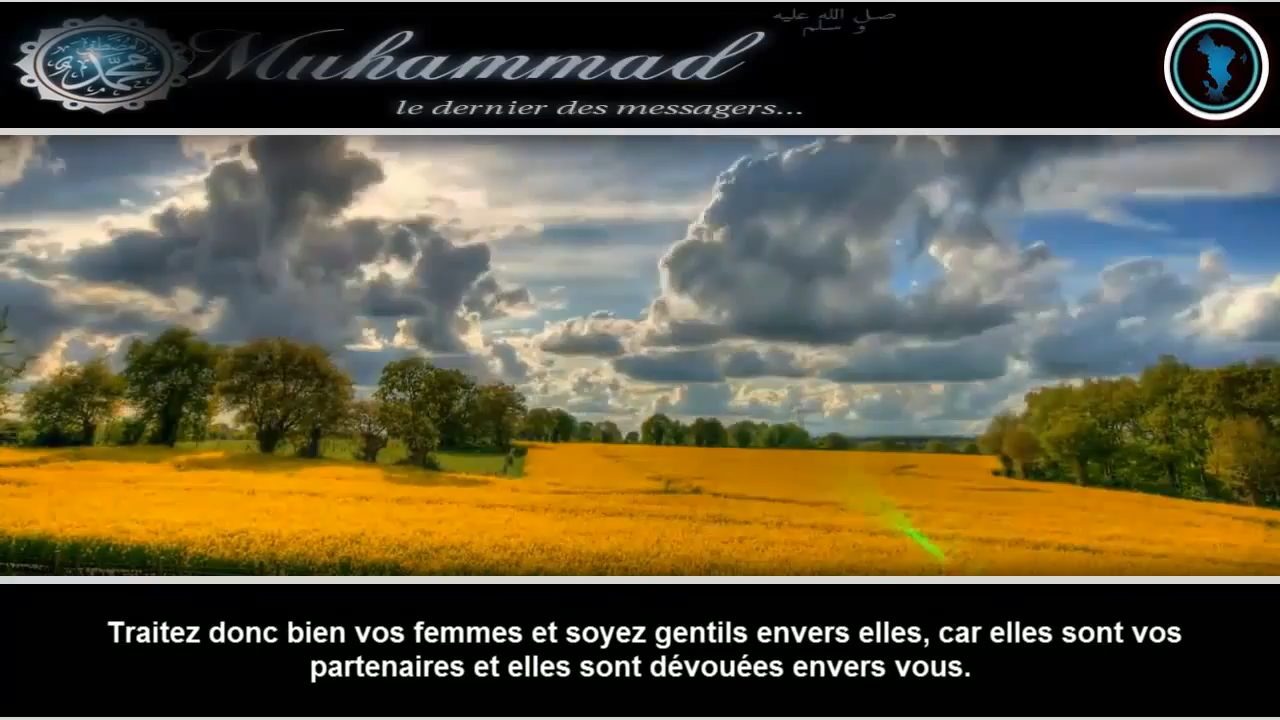 صلى الله عليه
و سلم
محمد
Muhammad
le dernier des messagers...
Traitez donc bien vos femmes et soyez gentils envers elles, car elles sont vos
partenaires et elles sont dévouées envers vous.